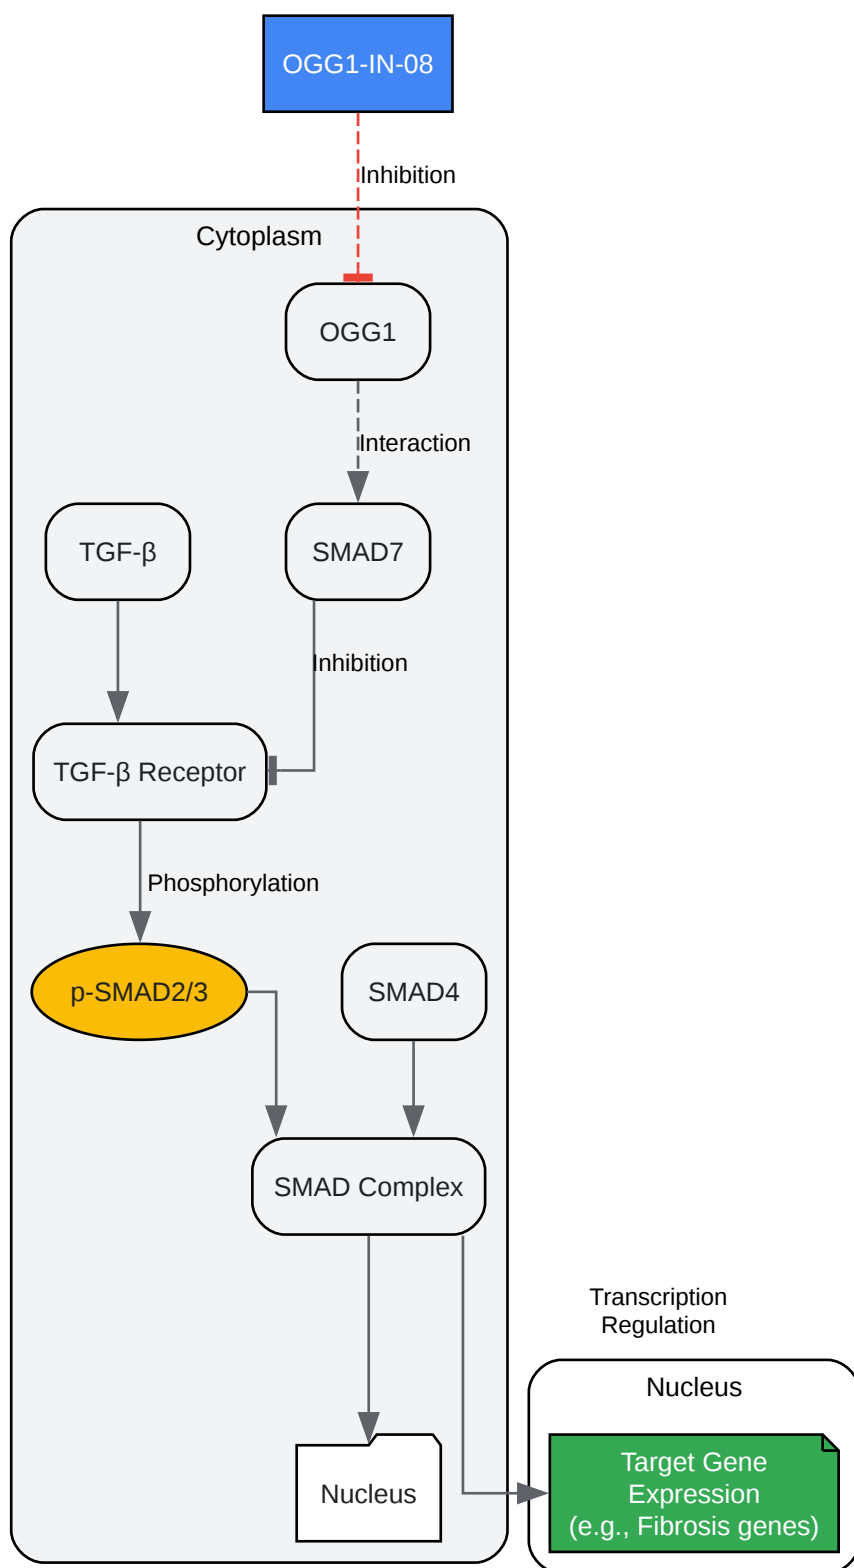 OGG1-IN-08
Inhibition
Cytoplasm
OGG1
Interaction
TGF-β
SMAD7
Inhibition
TGF-β Receptor
Phosphorylation
p-SMAD2/3
SMAD4
SMAD Complex
Transcription
Regulation
Nucleus
Nucleus
Target Gene
Expression
(e.g., Fibrosis genes)